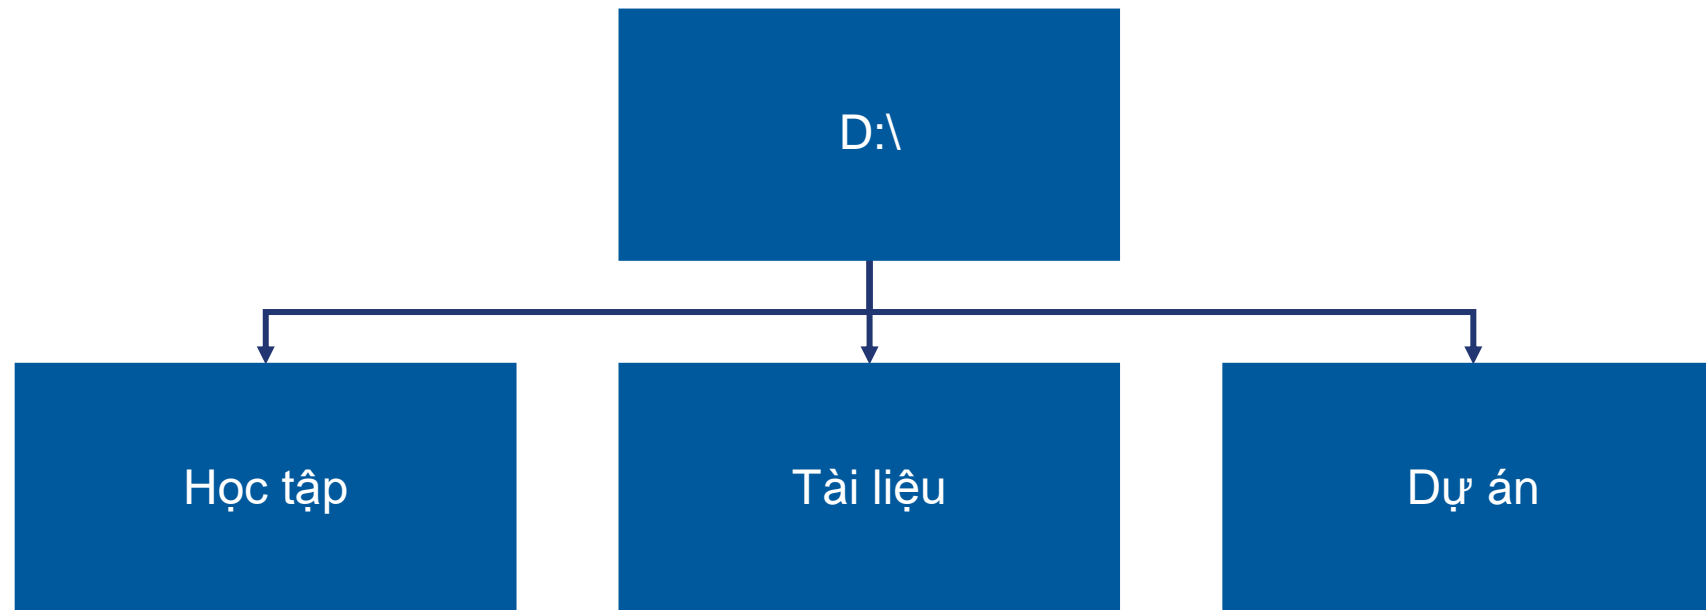 D:\
Học tập
Tài liệu
Dự án